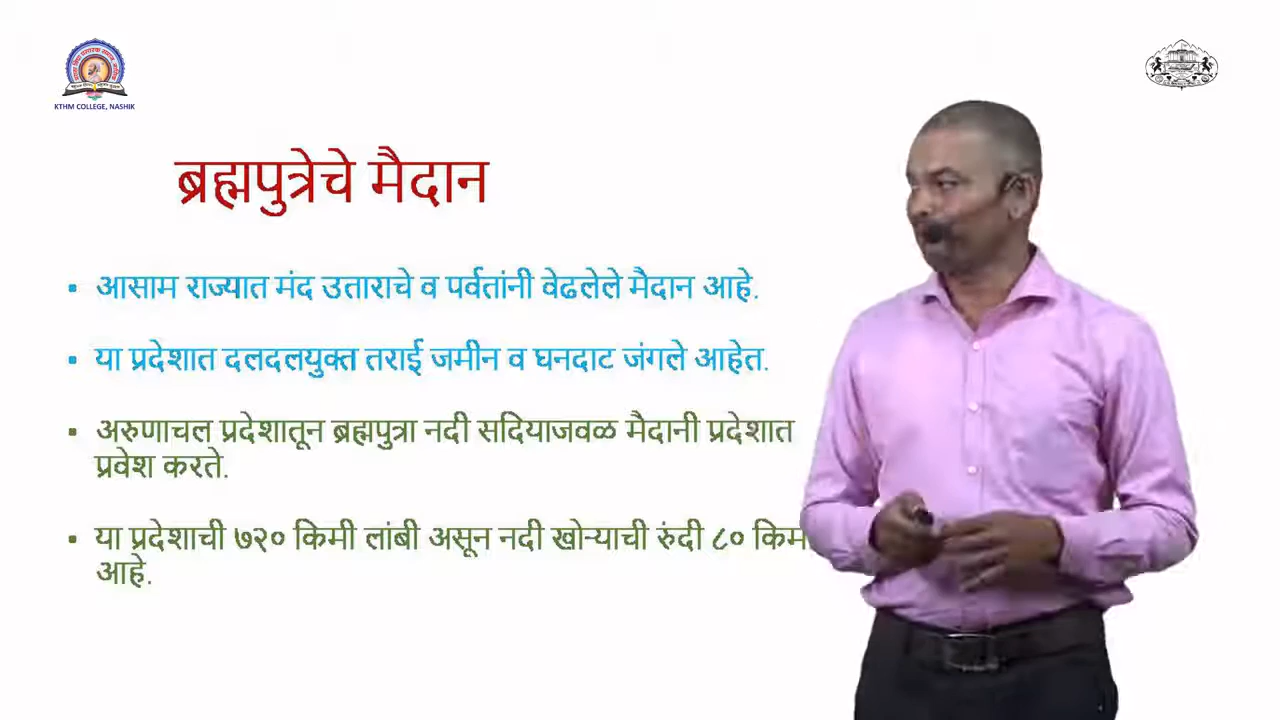 KTHM COLLEGE, NASHIK
ब्रह्मपुत्रेचे मैदान
▪ आसाम राज्यात मंद उताराचे व पर्वतांनी वेढलेले मैदान आहे.
▪ या प्रदेशात दलदलयुक्त तराई जमीन व घनदाट जंगले आहेत.
▪ अरुणाचल प्रदेशातून ब्रह्मपुत्रा नदी सदियाजवळ मैदानी प्रदेशात
प्रवेश करते.
▪ या प्रदेशाची ७२० किमी लांबी असून नदी खोऱ्याची रुंदी ८०
आहे.